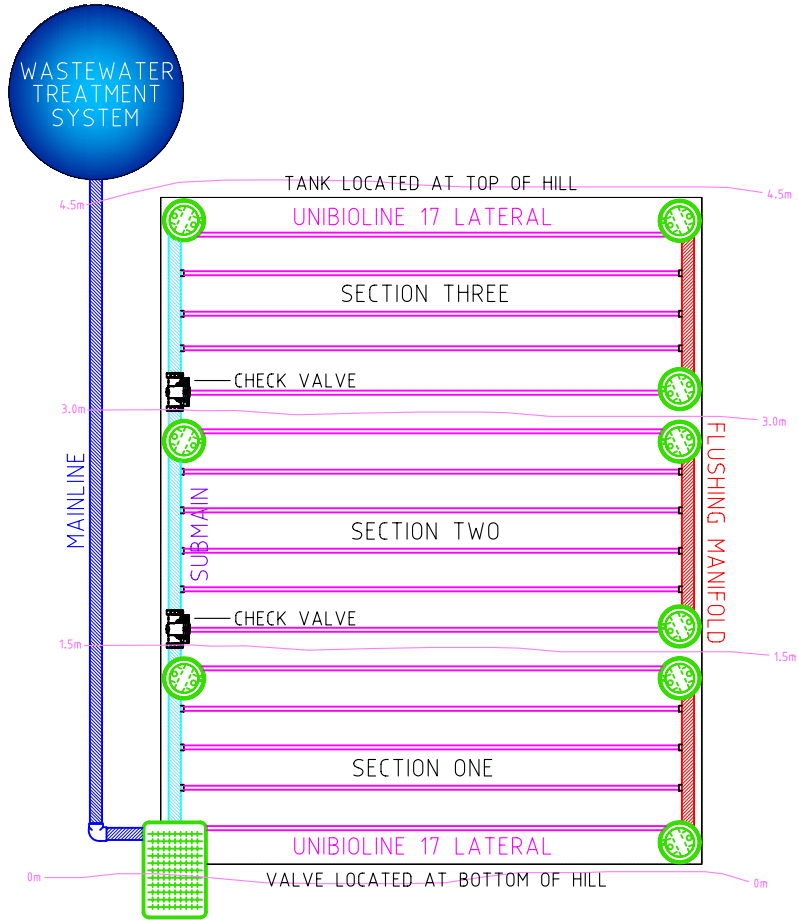 WASTEWATER
TREATMENT
SYSTEM
TANK LOCATED AT TOP OF HILL
4.5m
4.5m
UNIBIOLINE 17 LATERAL
SECTION THREE
CHECK VALVE
3.0m
3.0m
MAINLINE
SUBMAIN
FLUSHING MANIFOLD
SECTION TWO
CHECK VALVE
1.5m
1.5m
SECTION ONE
UNIBIOLINE 17 LATERAL
0m
VALVE LOCATED AT BOTTOM OF HILL
0m